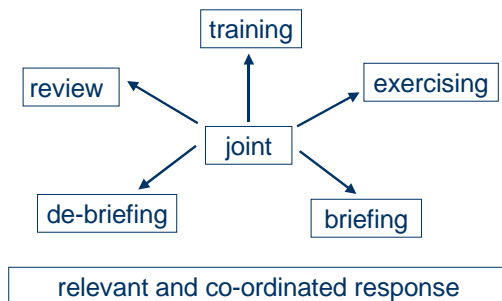 training
review
exercising
joint
de-briefing
briefing
relevant and co-ordinated response